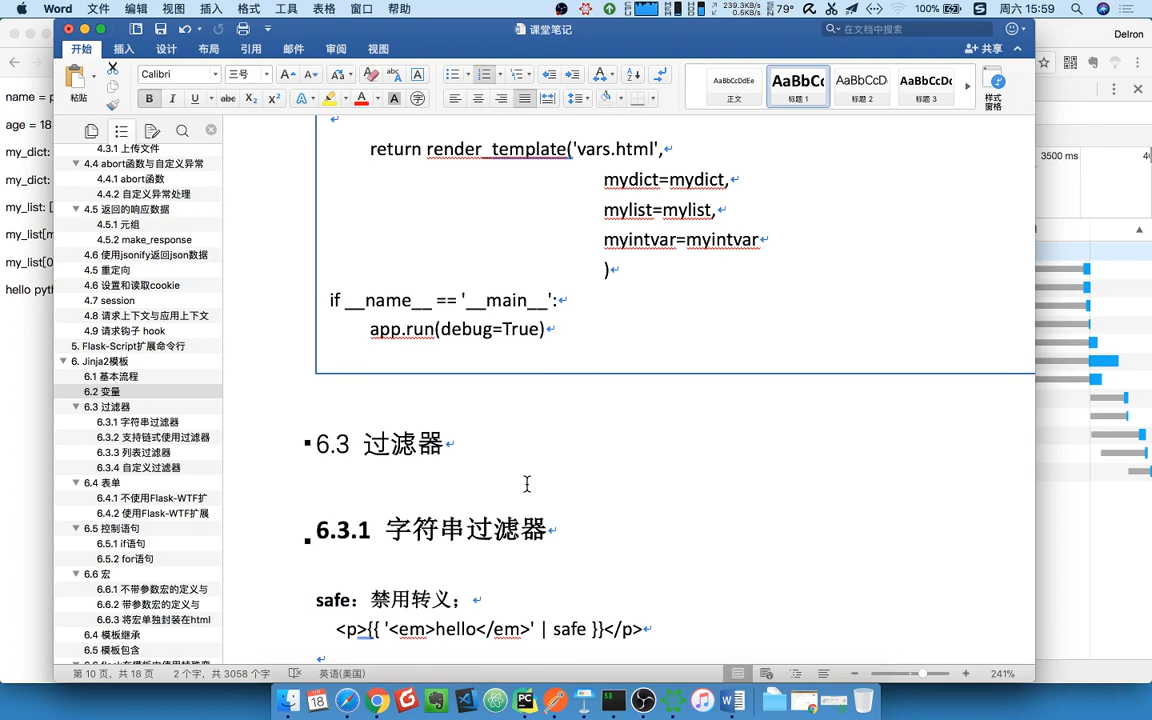 Word 文件 编辑 视图 插入 格式 工具 表格 窗口 帮助 239.3KB/s 0.5KB/s 79° 100% 周六 15:59
课堂笔记 在文档中搜索 Delron
开始 插入 设计 布局 引用 邮件 审阅 视图 共享
粘贴 Calibri 三号 AaBbCcDdEe AaBbCc AaBbCcD AaBbCcDc
正文 标题 1 标题 2 标题 3 样式 窗格
name = p
age = 18
my_dict:
my_dict:
my_list: [
my_list[m
my_list[0
hello pyth
3500 ms
4.3.1 上传文件
4.4 abort函数与自定义异常
4.4.1 abort函数
4.4.2 自定义异常处理
4.5 返回的响应数据
4.5.1 元组
4.5.2 make_response
4.6 使用jsonify返回json数据
4.5 重定向
4.6 设置和读取cookie
4.7 session
4.8 请求上下文与应用上下文
4.9 请求钩子 hook
5. Flask-Script扩展命令行
6. Jinja2模板
6.1 基本流程
6.2 变量
6.3 过滤器
6.3.1 字符串过滤器
6.3.2 支持链式使用过滤器
6.3.3 列表过滤器
6.3.4 自定义过滤器
6.4 表单
6.4.1 不使用Flask-WTF扩
6.4.2 使用Flask-WTF扩展
6.5 控制语句
6.5.1 if语句
6.5.2 for语句
6.6 宏
6.6.1 不带参数宏的定义与
6.6.2 带参数宏的定义与
6.6.3 将宏单独封装在html
6.4 模板继承
6.5 模板包含
return render_template('vars.html',
mydict=mydict,
mylist=mylist,
myintvar=myintvar
)
if __name__ == '__main__':
app.run(debug=True)
6.3 过滤器
6.3.1 字符串过滤器
safe：禁用转义；
<p>{{ '<em>hello</em>' | safe }}</p>
第 10 页，共 18 页 2 个字，共 3058 个字 英语(美国) 241%